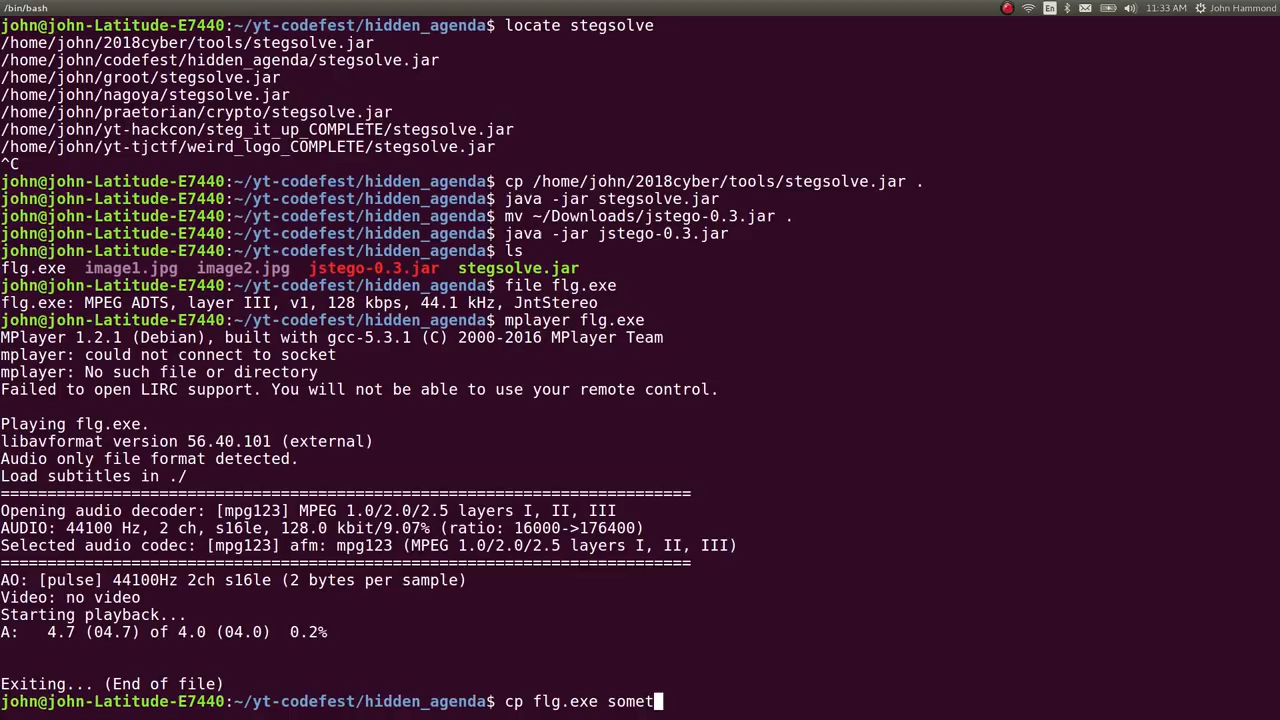 /bin/bash
En
11:33 AM
John Hammond
john@john-Latitude-E7440:~/yt-codefest/hidden_agenda$ locate stegsolve
/home/john/2018cyber/tools/stegsolve.jar
/home/john/codefest/hidden_agenda/stegsolve.jar
/home/john/groot/stegsolve.jar
/home/john/nagoya/stegsolve.jar
/home/john/praetorian/crypto/stegsolve.jar
/home/john/yt-hackcon/steg_it_up_COMPLETE/stegsolve.jar
/home/john/yt-tjctf/weird_logo_COMPLETE/stegsolve.jar
^C
john@john-Latitude-E7440:~/yt-codefest/hidden_agenda$ cp /home/john/2018cyber/tools/stegsolve.jar .
john@john-Latitude-E7440:~/yt-codefest/hidden_agenda$ java -jar stegsolve.jar
john@john-Latitude-E7440:~/yt-codefest/hidden_agenda$ mv ~/Downloads/jstego-0.3.jar .
john@john-Latitude-E7440:~/yt-codefest/hidden_agenda$ java -jar jstego-0.3.jar
john@john-Latitude-E7440:~/yt-codefest/hidden_agenda$ ls
flg.exe  image1.jpg  image2.jpg  jstego-0.3.jar  stegsolve.jar
john@john-Latitude-E7440:~/yt-codefest/hidden_agenda$ file flg.exe
flg.exe: MPEG ADTS, layer III, v1, 128 kbps, 44.1 kHz, JntStereo
john@john-Latitude-E7440:~/yt-codefest/hidden_agenda$ mplayer flg.exe
MPlayer 1.2.1 (Debian), built with gcc-5.3.1 (C) 2000-2016 MPlayer Team
mplayer: could not connect to socket
mplayer: No such file or directory
Failed to open LIRC support. You will not be able to use your remote control.
Playing flg.exe.
libavformat version 56.40.101 (external)
Audio only file format detected.
Load subtitles in ./
==========================================================================
Opening audio decoder: [mpg123] MPEG 1.0/2.0/2.5 layers I, II, III
AUDIO: 44100 Hz, 2 ch, s16le, 128.0 kbit/9.07% (ratio: 16000->176400)
Selected audio codec: [mpg123] afm: mpg123 (MPEG 1.0/2.0/2.5 layers I, II, III)
==========================================================================
AO: [pulse] 44100Hz 2ch s16le (2 bytes per sample)
Video: no video
Starting playback...
A:   4.7 (04.7) of 4.0 (04.0)  0.2%
Exiting... (End of file)
john@john-Latitude-E7440:~/yt-codefest/hidden_agenda$ cp flg.exe somet